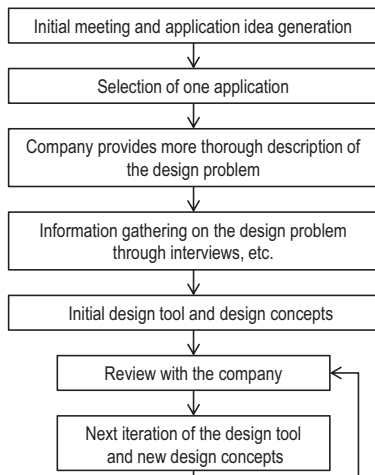 Initial meeting and application idea generation
Selection of one application
Company provides more thorough description of
the design problem
Information gathering on the design problem
through interviews, etc.
Initial design tool and design concepts
Review with the company
Next iteration of the design tool
and new design concepts